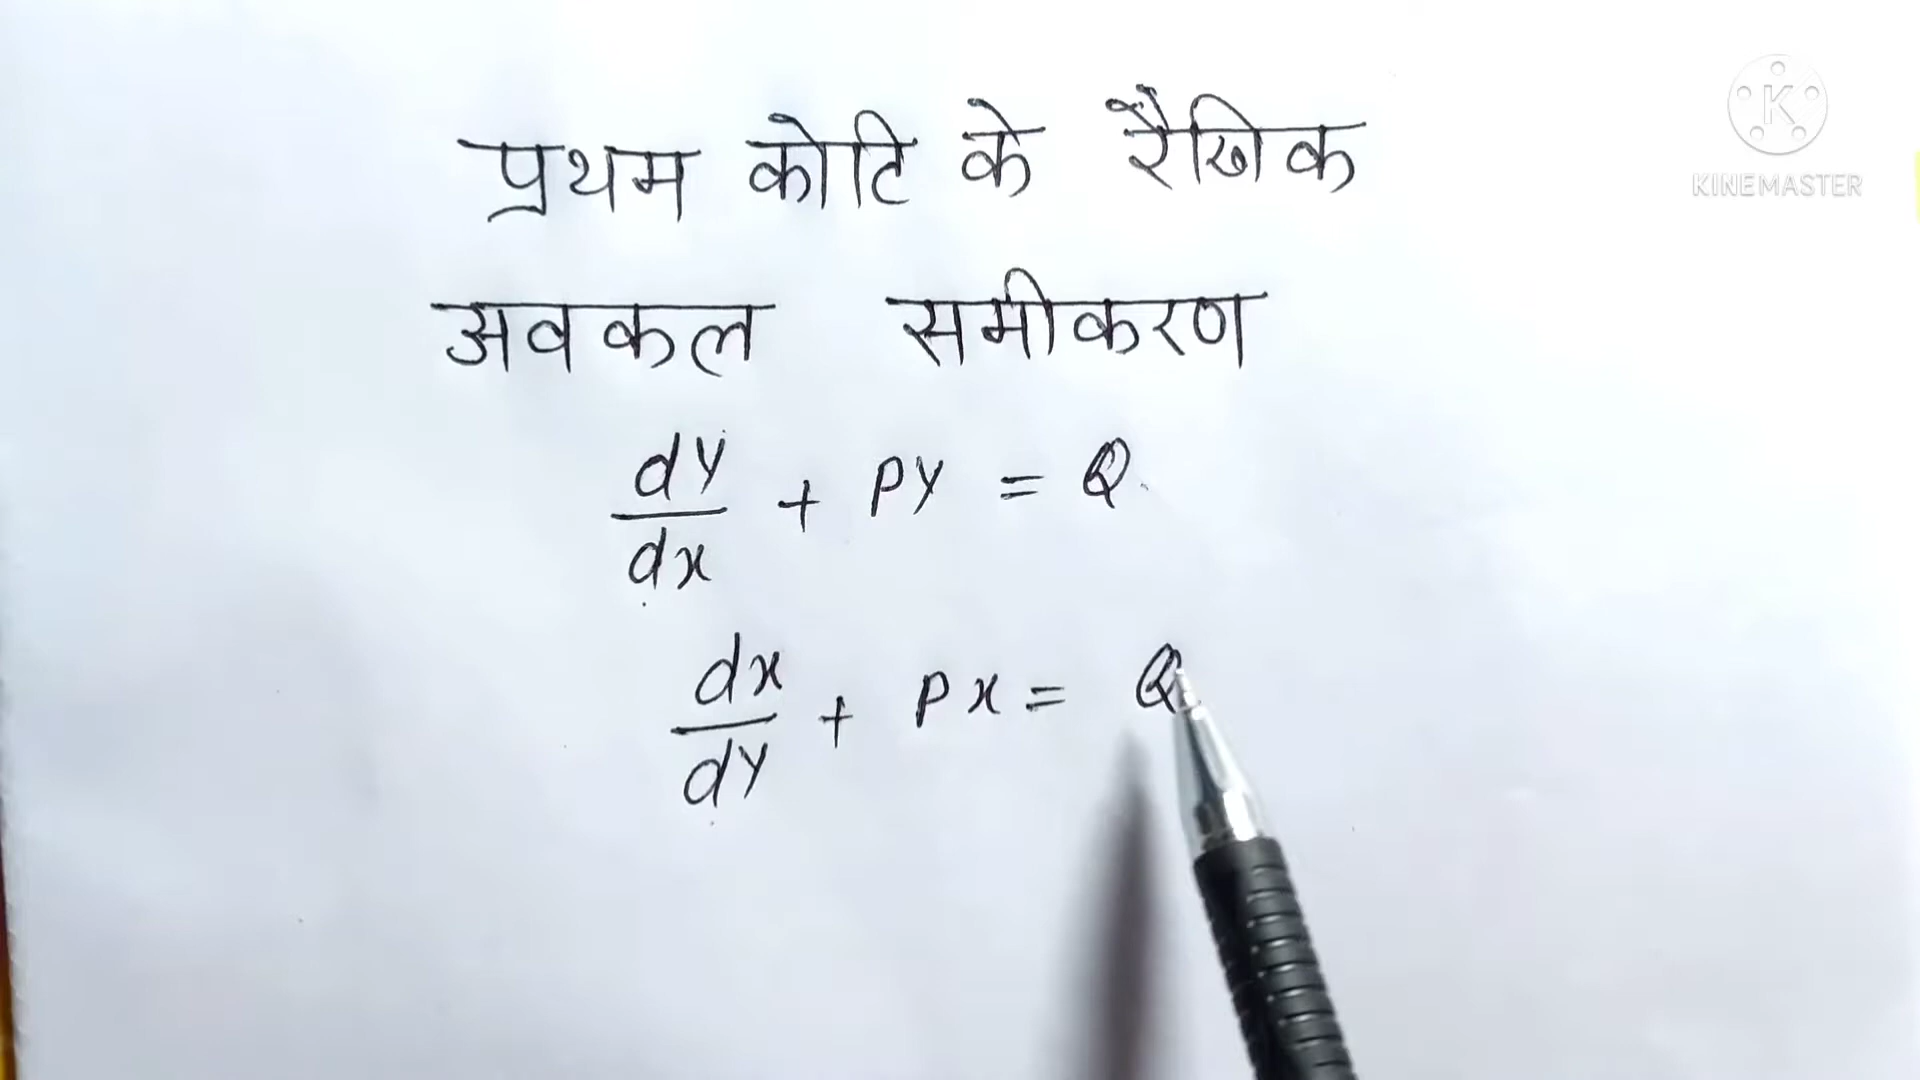 प्रथम कोटि के रैखिक
अवकल समीकरण
dy/dx + Py = Q
dx/dy + Px = Q
KINEMASTER